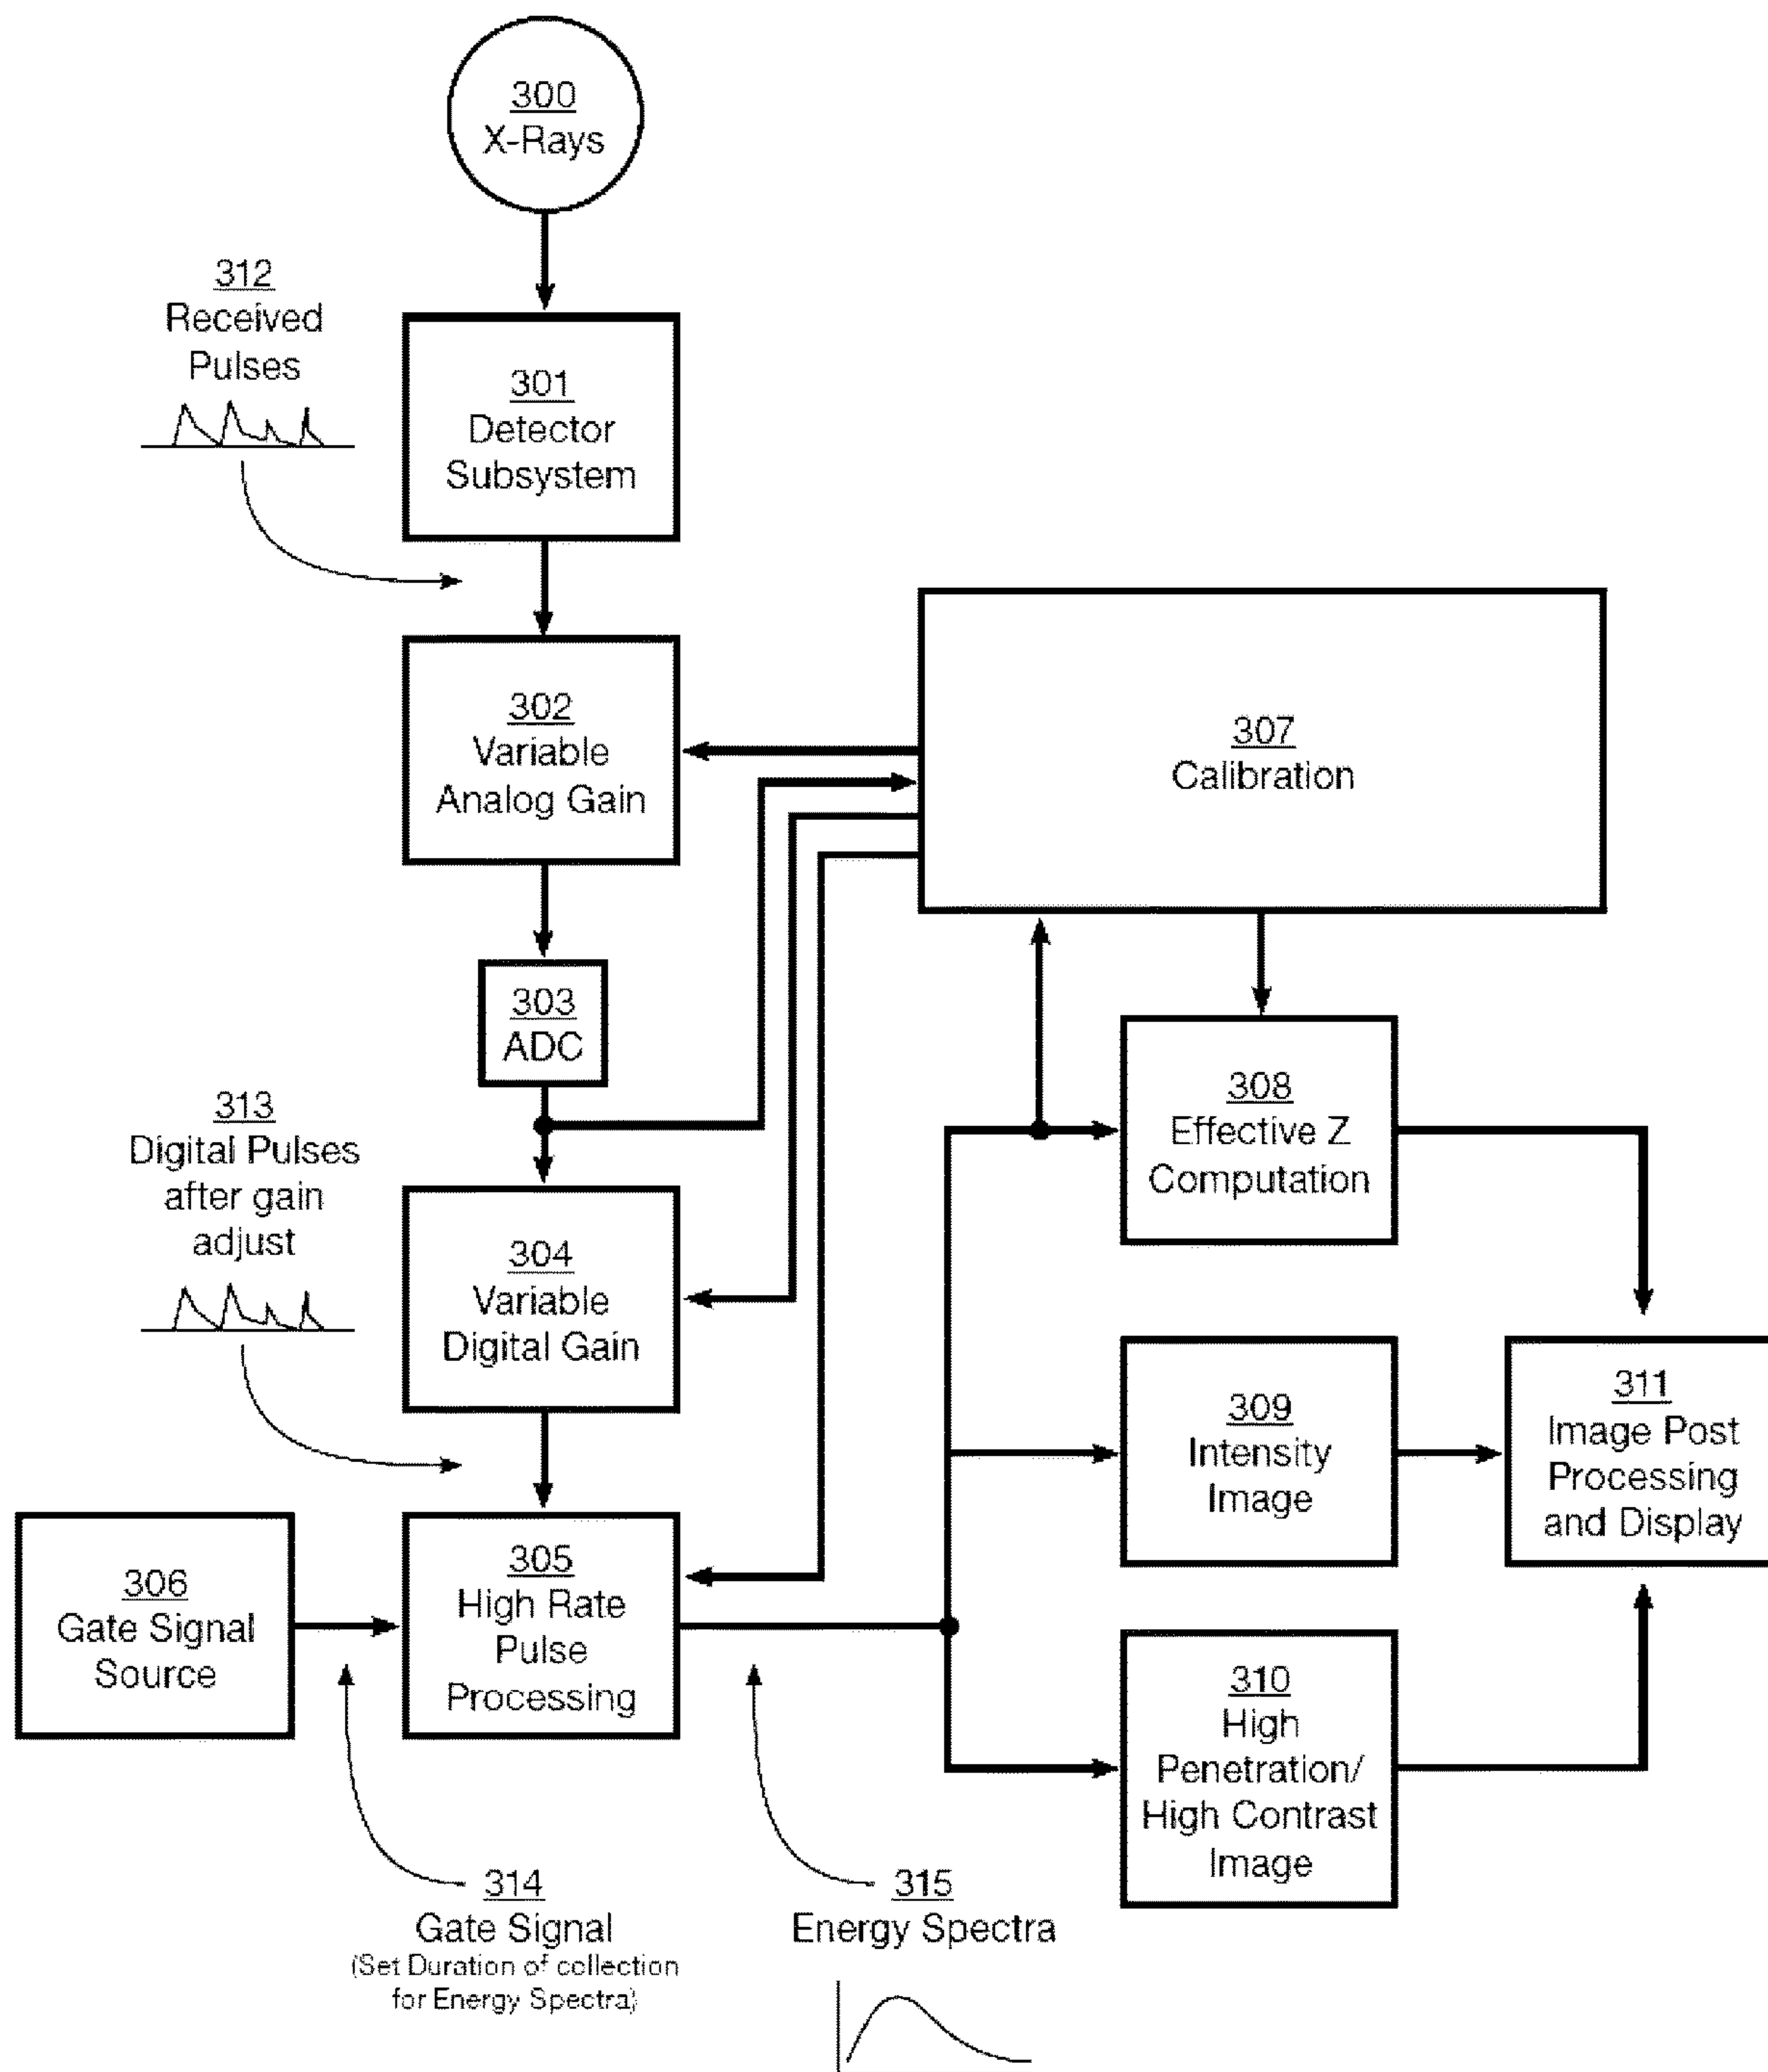 300
X-Rays
312
Received
Pulses
301
Detector
Subsystem
302
Variable
Analog Gain
307
Calibration
303
ADC
313
Digital Pulses
after gain
adjust
304
Variable
Digital Gain
308
Effective Z
Computation
309
Intensity
Image
311
Image Post
Processing
and Display
306
Gate Signal
Source
305
High Rate
Pulse
Processing
310
High
Penetration/
High Contrast
Image
314
Gate Signal
(Set Duration of collection
for Energy Spectra)
315
Energy Spectra